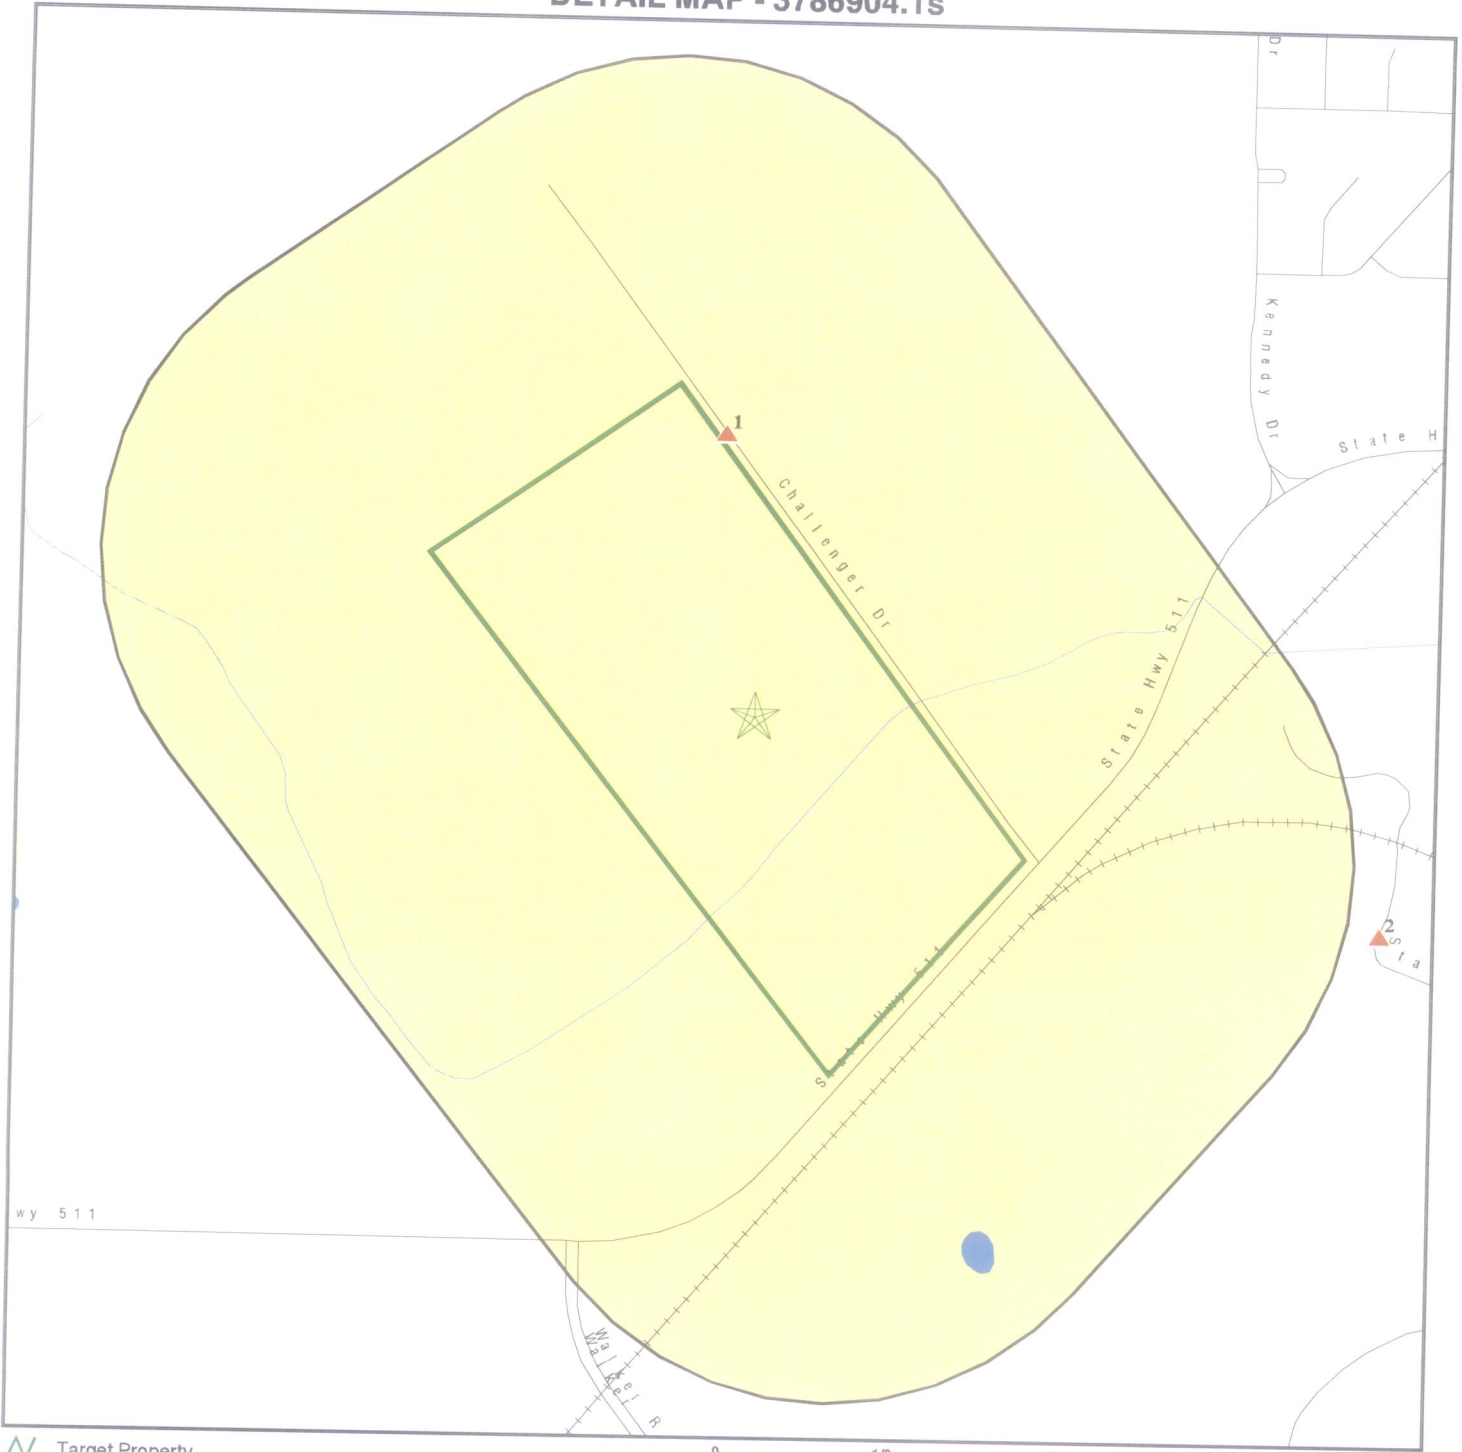 DETAIL MAP - 3786904.1s
Dr
Kennedy Dr
State H
1
Challenger Dr
State Hwy 511
2
Sta
State Hwy 511
wy 511
Walker R
Walker
Target Property